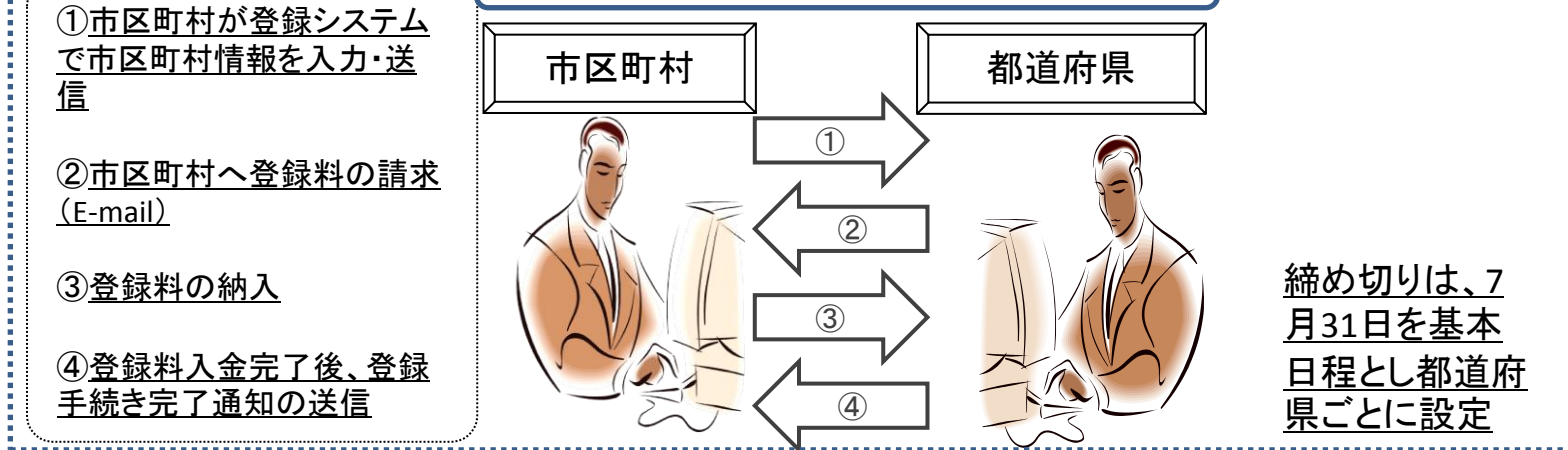 ①市区町村が登録システム
で市区町村情報を入力・送
信
②市区町村へ登録料の請求
（E-mail）
③登録料の納入
④登録料入金完了後、登録
手続き完了通知の送信
市区町村
都道府県
①
②
③
④
締め切りは、7
月31日を基本
日程とし都道府
県ごとに設定